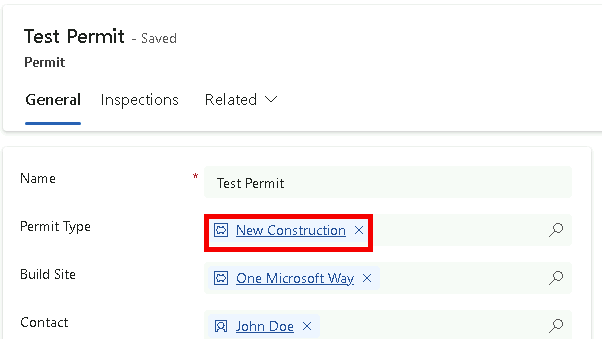 Test Permit - Saved
Permit
General Inspections Related
Name * Test Permit
Permit Type New Construction
Build Site One Microsoft Way
Contact John Doe